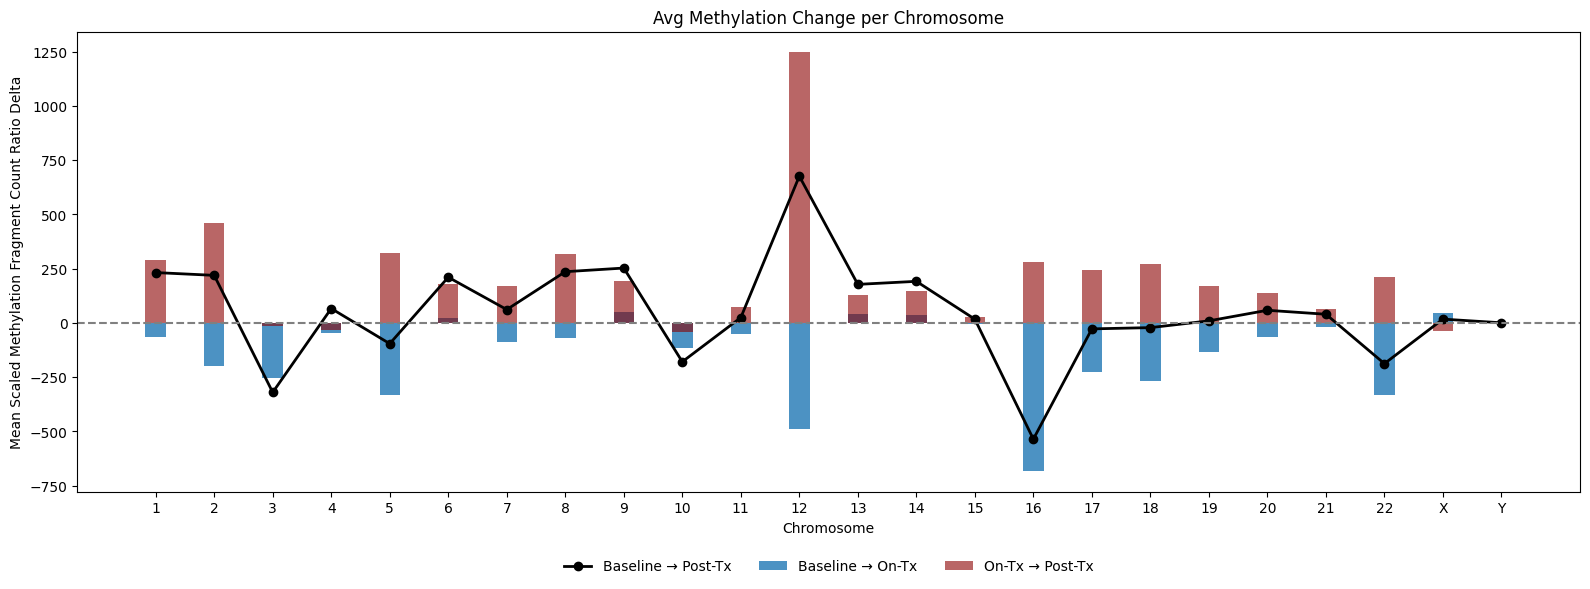 Avg Methylation Change per Chromosome
Mean Scaled Methylation Fragment Count Ratio Delta
1250
1000
750
500
250
0
−250
−500
−750
1 2 3 4 5 6 7 8 9 10 11 12 13 14 15 16 17 18 19 20 21 22 X Y
Chromosome
Baseline → Post-Tx Baseline → On-Tx On-Tx → Post-Tx